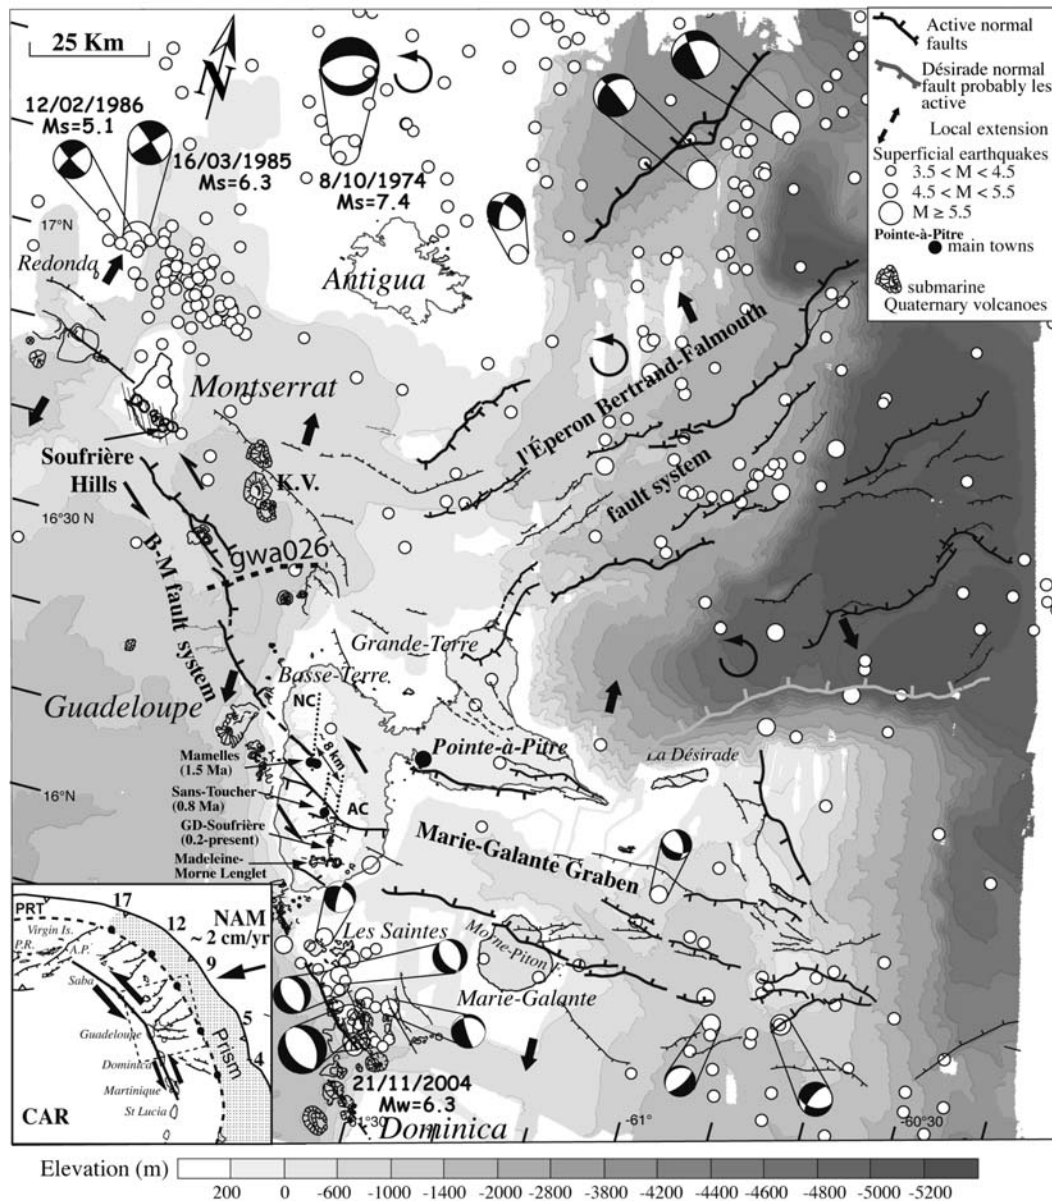 25 Km
N
12/02/1986
Ms=5.1
16/03/1985
Ms=6.3
8/10/1974
Ms=7.4
Active normal
faults
Désirade normal
fault probably les
active
Local extension
Superficial earthquakes
3.5 < M < 4.5
4.5 < M < 5.5
M ≥ 5.5
Pointe-à-Pitre
main towns
submarine
Quaternary volcanoes
17°N
Redonda
Antigua
Montserrat
Soufrière
Hills
K.V.
16°30 N
gwa026
B-M fault system
l'Éperon Bertrand-Falmouth
fault system
Grande-Terre
Basse-Terre
Guadeloupe
NC
8 km
AC
Mamelles
(1.5 Ma)
Sans-Toucher
(0.8 Ma)
GD-Soufrière
(0.2-present)
Madeleine-
Morne Lenglet
16°N
Pointe-à-Pitre
La Désirade
Marie-Galante Graben
Les Saintes
Morne-Piton F.
Marie-Galante
21/11/2004
Mw=6.3
Dominica
-61°30
-61°
-60°30
PRT
17
12
NAM
~ 2 cm/yr
9
5
4
Virgin Is.
P.R.
A.P.
Saba
Guadeloupe
Dominica
Martinique
St Lucia
Prism
CAR
Elevation (m)
200 0 -600 -1000 -1400 -2000 -2800 -3800 -4200 -4600 -4800 -5000 -5200